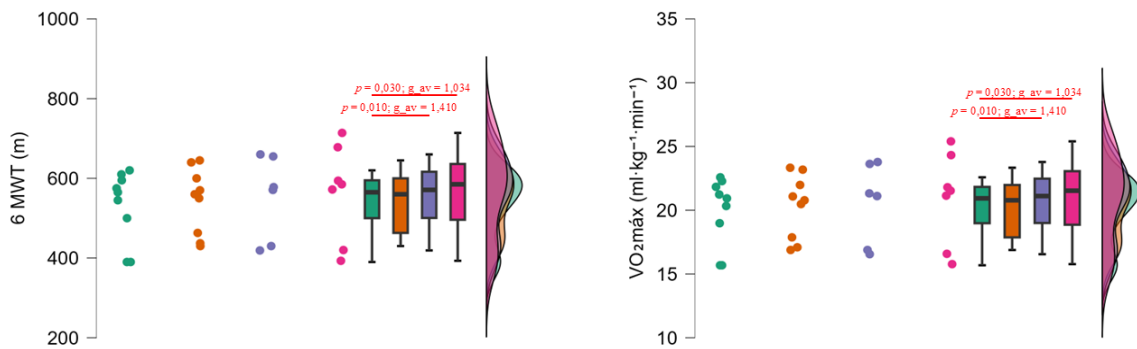 6 MWT (m)
1000
800
600
400
200
p = 0,030; g_av = 1,034
p = 0,010; g_av = 1,410
VO₂máx (ml·kg⁻¹·min⁻¹)
35
30
25
20
15
10
p = 0,030; g_av = 1,034
p = 0,010; g_av = 1,410